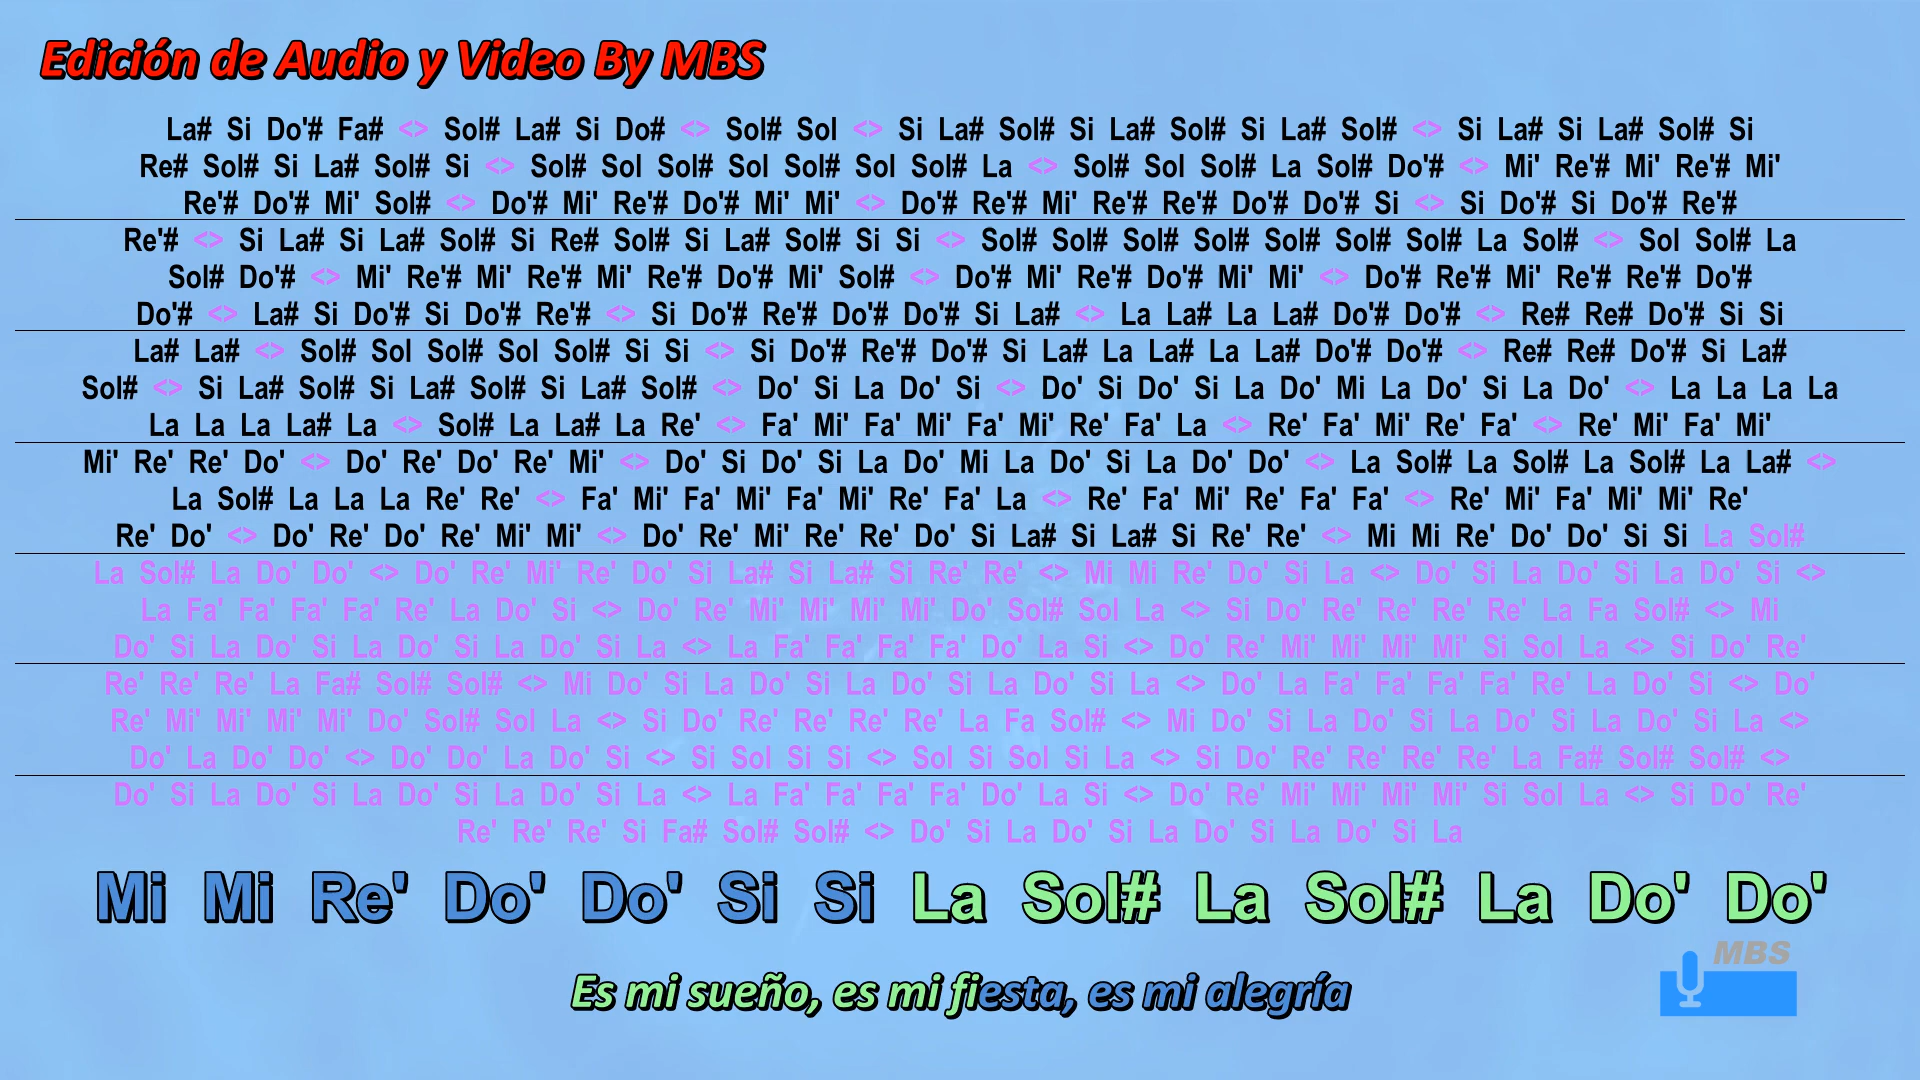 Edición de Audio y Video By MBS
La# Si Do'# Fa# <> Sol# La# Si Do# <> Sol# Sol <> Si La# Sol# Si La# Sol# Si La# Sol# <> Si La# Si La# Sol# Si
Re# Sol# Si La# Sol# Si <> Sol# Sol Sol# Sol Sol# Sol Sol# La <> Sol# Sol Sol# La Sol# Do'# <> Mi' Re'# Mi' Re'# Mi'
Re'# Do'# Mi' Sol# <> Do'# Mi' Re'# Do'# Mi' Mi' <> Do'# Re'# Mi' Re'# Re'# Do'# Do'# Si <> Si Do'# Si Do'# Re'#
Re'# <> Si La# Si La# Sol# Si Re# Sol# Si La# Sol# Si Si <> Sol# Sol# Sol# Sol# Sol# Sol# Sol# La Sol# <> Sol Sol# La
Sol# Do'# <> Mi' Re'# Mi' Re'# Mi' Re'# Do'# Mi' Sol# <> Do'# Mi' Re'# Do'# Mi' Mi' <> Do'# Re'# Mi' Re'# Re'# Do'#
Do'# <> La# Si Do'# Si Do'# Re'# <> Si Do'# Re'# Do'# Do'# Si La# <> La La# La La# Do'# Do'# <> Re# Re# Do'# Si Si
La# La# <> Sol# Sol Sol# Sol Sol# Si Si <> Si Do'# Re'# Do'# Si La# La La# La La# Do'# Do'# <> Re# Re# Do'# Si La#
Sol# <> Si La# Sol# Si La# Sol# Si La# Sol# <> Do' Si La Do' Si <> Do' Si Do' Si La Do' Mi La Do' Si La Do' <> La La La La
La La La La# La <> Sol# La La# La Re' <> Fa' Mi' Fa' Mi' Fa' Mi' Re' Fa' La <> Re' Fa' Mi' Re' Fa' <> Re' Mi' Fa' Mi'
Mi' Re' Re' Do' <> Do' Re' Do' Re' Mi' <> Do' Si Do' Si La Do' Mi La Do' Si La Do' Do' <> La Sol# La Sol# La Sol# La La# <>
La Sol# La La La Re' Re' <> Fa' Mi' Fa' Mi' Fa' Mi' Re' Fa' La <> Re' Fa' Mi' Re' Fa' Fa' <> Re' Mi' Fa' Mi' Mi' Re'
Re' Do' <> Do' Re' Do' Re' Mi' Mi' <> Do' Re' Mi' Re' Re' Do' Si La# Si La# Si Re' Re' <> Mi Mi Re' Do' Do' Si Si La Sol#
La Sol# La Do' Do' <> Do' Re' Mi' Re' Do' Si La# Si La# Si Re' Re' <> Mi Mi Re' Do' Si La <> Do' Si La Do' Si La Do' Si <>
La Fa' Fa' Fa' Fa' Re' La Do' Si <> Do' Re' Mi' Mi' Mi' Mi' Do' Sol# Sol La <> Si Do' Re' Re' Re' Re' La Fa Sol# <> Mi
Do' Si La Do' Si La Do' Si La Do' Si La <> La Fa' Fa' Fa' Fa' Do' La Si <> Do' Re' Mi' Mi' Mi' Mi' Si Sol La <> Si Do' Re'
Re' Re' Re' La Fa# Sol# Sol# <> Mi Do' Si La Do' Si La Do' Si La Do' Si La <> Do' La Fa' Fa' Fa' Fa' Re' La Do' Si <> Do'
Re' Mi' Mi' Mi' Mi' Do' Sol# Sol La <> Si Do' Re' Re' Re' Re' La Fa Sol# <> Mi Do' Si La Do' Si La Do' Si La Do' Si La <>
Do' La Do' Do' <> Do' Do' La Do' Si <> Si Sol Si Si <> Sol Si Sol Si La <> Si Do' Re' Re' Re' Re' La Fa# Sol# Sol# <>
Do' Si La Do' Si La Do' Si La Do' Si La <> La Fa' Fa' Fa' Fa' Do' La Si <> Do' Re' Mi' Mi' Mi' Mi' Si Sol La <> Si Do' Re'
Re' Re' Re' Si Fa# Sol# Sol# <> Do' Si La Do' Si La Do' Si La Do' Si La
Mi Mi Re' Do' Do' Si Si La Sol# La Sol# La Do' Do'
MBS
Es mi sueño, es mi fiesta, es mi alegría